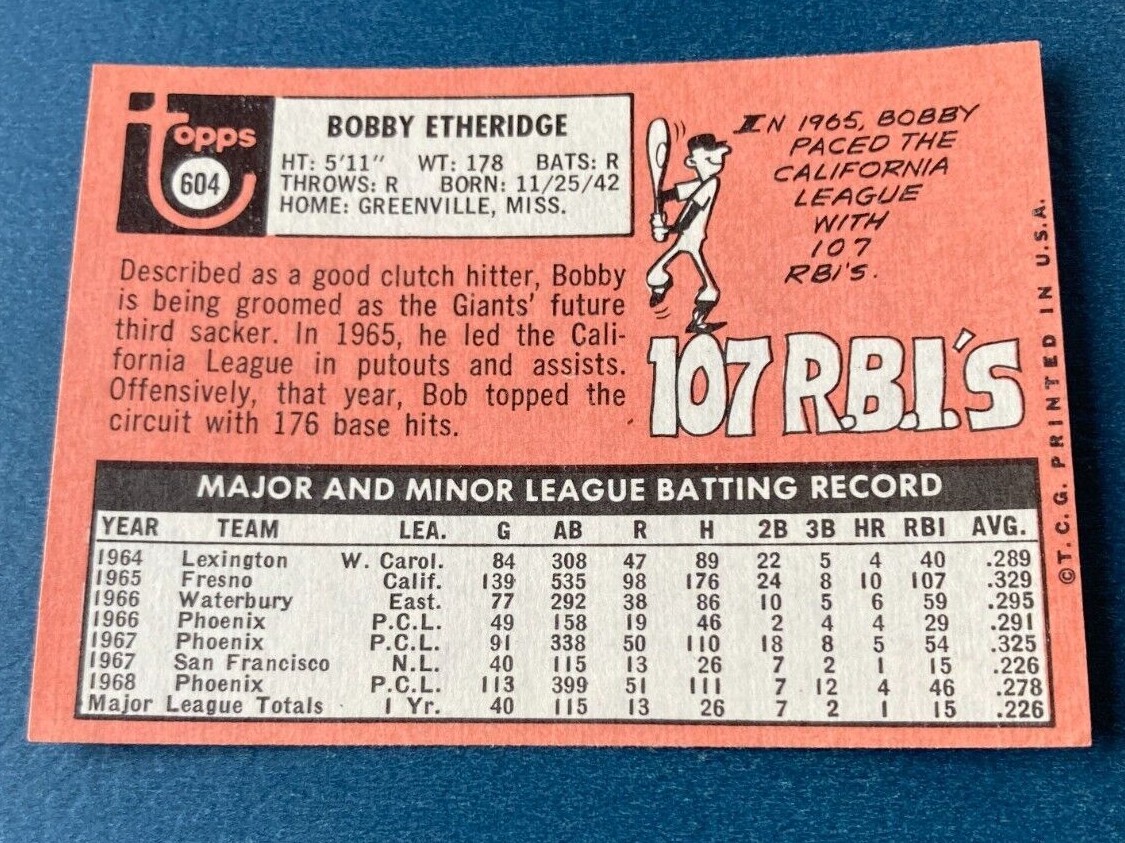 topps
604
BOBBY ETHERIDGE
HT: 5'11" WT: 178 BATS: R
THROWS: R BORN: 11/25/42
HOME: GREENVILLE, MISS.
IN 1965, BOBBY
PACED THE
CALIFORNIA
LEAGUE
WITH
107
RBI'S.
Described as a good clutch hitter, Bobby
is being groomed as the Giants' future
third sacker. In 1965, he led the Cali-
fornia League in putouts and assists.
Offensively, that year, Bob topped the
circuit with 176 base hits.
107 R.B.I.'S
©T.C.G. PRINTED IN U.S.A.
MAJOR AND MINOR LEAGUE BATTING RECORD
YEAR TEAM LEA. G AB R H 2B 3B HR RBI AVG.
1964 Lexington W. Carol. 84 308 47 89 22 5 4 40 .289
1965 Fresno Calif. 139 535 98 176 24 8 10 107 .329
1966 Waterbury East. 77 292 38 86 10 5 6 59 .295
1966 Phoenix P.C.L. 49 158 19 46 2 4 4 29 .291
1967 Phoenix P.C.L. 91 338 50 110 18 8 5 54 .325
1967 San Francisco N.L. 40 115 13 26 7 2 1 15 .226
1968 Phoenix P.C.L. 113 399 51 111 7 12 4 46 .278
Major League Totals 1 Yr. 40 115 13 26 7 2 1 15 .226